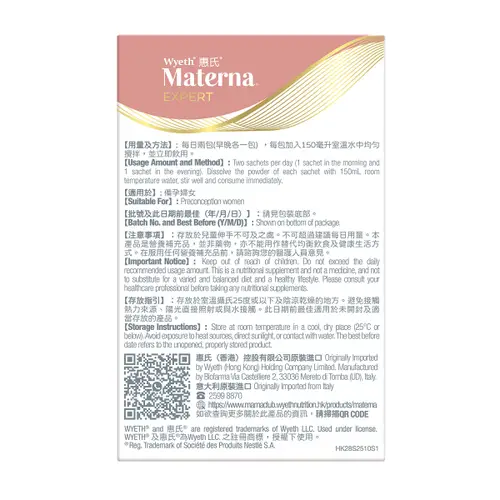 Wyeth® 惠氏®
Materna™
EXPERT
【用量及方法】: 每日兩包(早晚各一包) ，每包加入150毫升室溫水中均勻
攪拌，並立即飲用。
【Usage Amount and Method】: Two sachets per day (1 sachet in the morning and
1 sachet in the evening). Dissolve the powder of each sachet with 150mL room
temperature water, stir well and consume immediately.
【適用於】: 備孕婦女
【Suitable For】: Preconception women
【批號及此日期前最佳（年/月/日）】：請見包裝底部。
【Batch No. and Best Before (Y/M/D)】: Shown on bottom of package.
【注意事項】：存放於兒童伸手不可及之處。不可超過建議每日用量。本
產品是營養補充品，並非藥物，亦不能用作替代均衡飲食及健康生活方
式。在服用任何營養補充品前，請諮詢您的醫護人員意見。
【Important Notice】: Keep out of reach of children. Do not exceed the daily
recommended usage amount. This is a nutritional supplement and not a medicine, and not
to substitute for a varied and balanced diet and a healthy lifestyle. Please consult your
healthcare professional before taking any nutritional supplements.
【存放指引】：存放於室溫攝氏25度或以下及陰涼乾燥的地方。避免接觸
熱力來源、陽光直接照射或與水接觸。此日期前最佳適用於未開封及適
當存放的產品。
【Storage Instructions】: Store at room temperature in a cool, dry place (25°C or
below). Avoid exposure to heat sources, direct sunlight, or contact with water. The best before
date refers to the unopened, properly stored product.
惠氏（香港）控股有限公司原裝進口 Originally Imported
by Wyeth (Hong Kong) Holding Company Limited. Manufactured
by Biofarma Via Castelliere 2, 33036 Mereto di Tomba (UD), Italy.
意大利原裝進口 Originally imported from Italy
2599 8870
https://www.mamaclub.wyethnutrition.hk/products/materna
如欲查詢更多關於此產品的資訊，請掃描QR CODE
WYETH® and 惠氏® are registered trademarks of Wyeth LLC. Used under license.
WYETH® 及惠氏®為Wyeth LLC. 之註冊商標，授權下使用。
®Reg. Trademark of Société des Produits Nestlé S.A.
HK28S2510S1